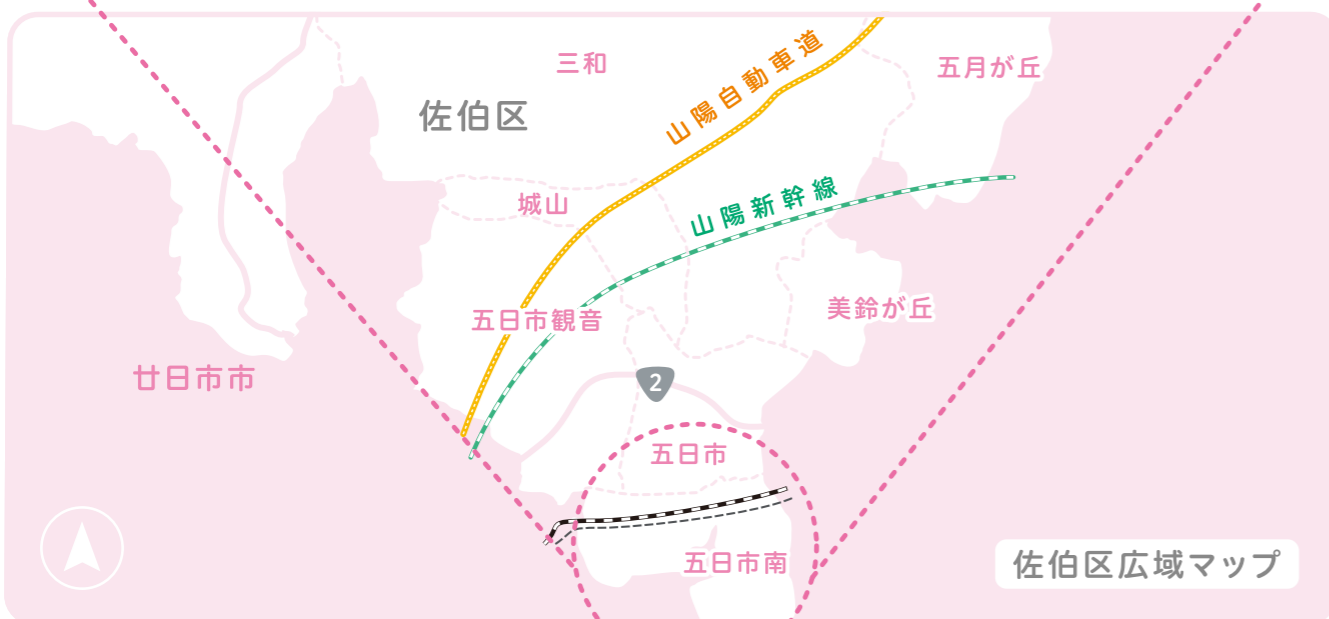 三和
五月が丘
山陽自動車道
佐伯区
城山
山陽新幹線
五日市観音
美鈴が丘
廿日市市
2
五日市
五日市南
佐伯区広域マップ